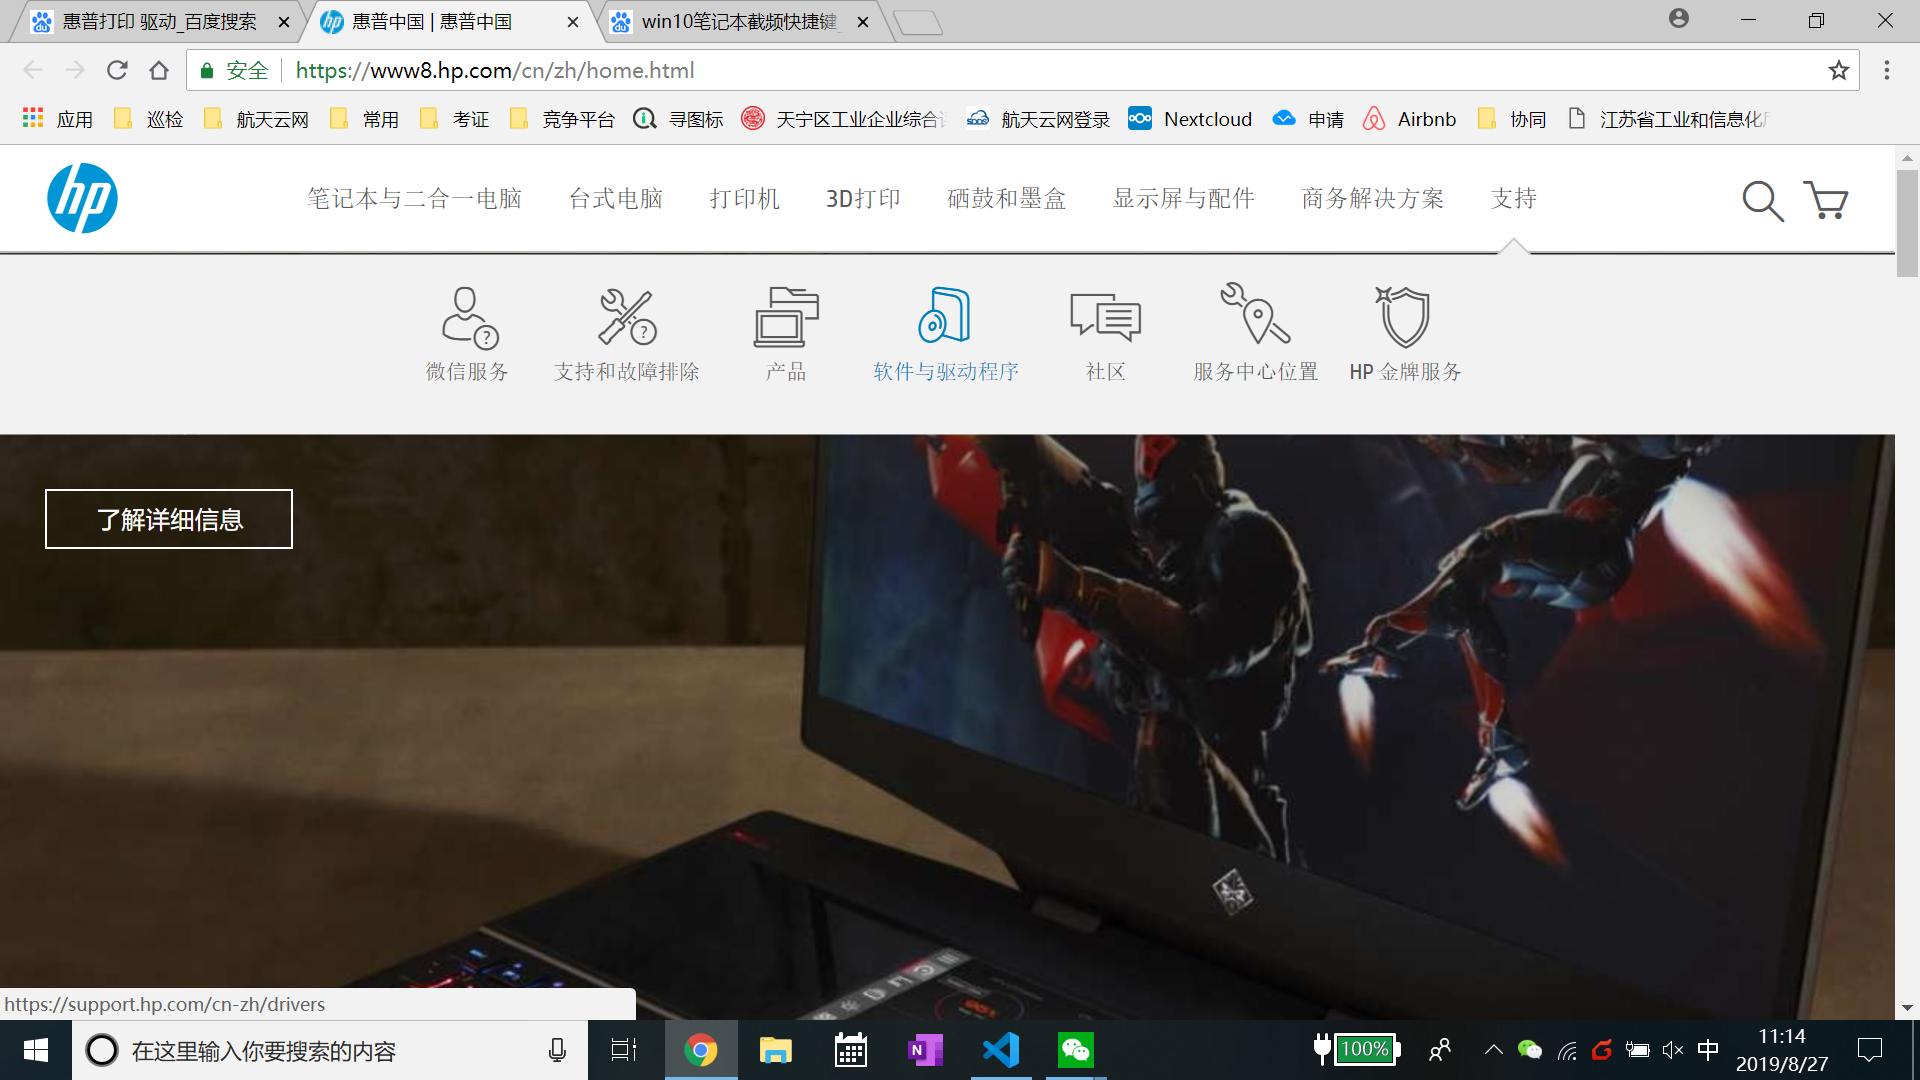 惠普打印 驱动_百度搜索
惠普中国 | 惠普中国
win10笔记本截频快捷键_
安全
https://www8.hp.com/cn/zh/home.html
应用
巡检
航天云网
常用
考证
竞争平台
寻图标
天宁区工业企业综合
航天云网登录
Nextcloud
申请
Airbnb
协同
江苏省工业和信息化
hp
笔记本与二合一电脑
台式电脑
打印机
3D打印
硒鼓和墨盒
显示屏与配件
商务解决方案
支持
微信服务
支持和故障排除
产品
软件与驱动程序
社区
服务中心位置
HP 金牌服务
了解详细信息
https://support.hp.com/cn-zh/drivers
在这里输入你要搜索的内容
100%
中
11:14
2019/8/27